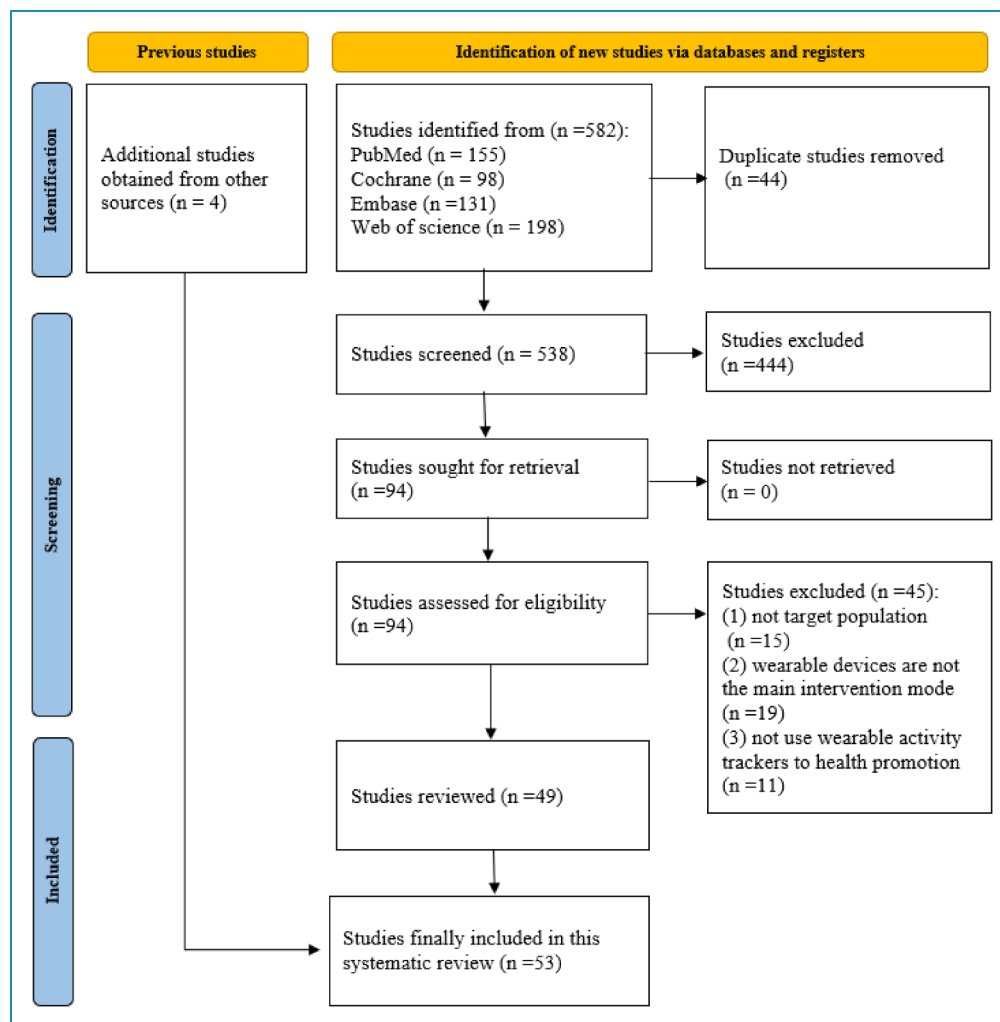 Previous studies
Identification of new studies via databases and registers
Identification
Additional studies
obtained from other
sources (n = 4)
Studies identified from (n =582):
PubMed (n = 155)
Cochrane (n = 98)
Embase (n =131)
Web of science (n = 198)
Duplicate studies removed
(n =44)
Screening
Studies screened (n = 538)
Studies excluded
(n =444)
Studies sought for retrieval
(n =94)
Studies not retrieved
(n = 0)
Studies assessed for eligibility
(n =94)
Studies excluded (n =45):
(1) not target population
(n =15)
(2) wearable devices are not
the main intervention mode
(n =19)
(3) not use wearable activity
trackers to health promotion
(n =11)
Included
Studies reviewed (n =49)
Studies finally included in this
systematic review (n =53)